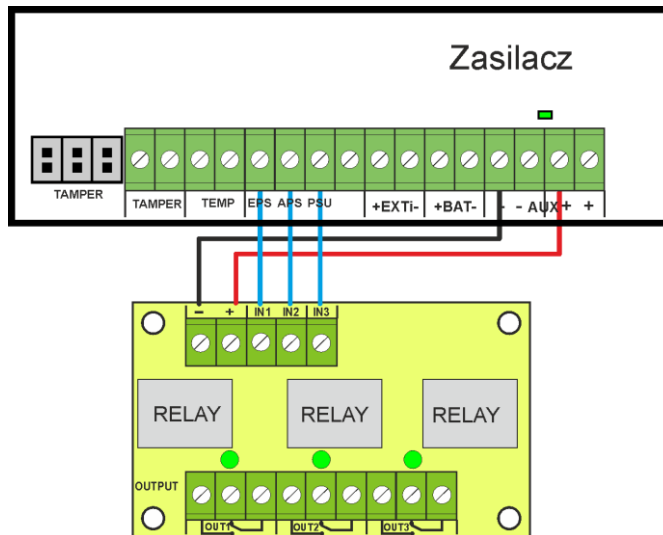 Zasilacz
TAMPER
TAMPER TEMP EPS APS PSU +EXTi- +BAT- - - AUX + +
- + IN1 IN2 IN3
RELAY RELAY RELAY
OUTPUT
OUT1 OUT2 OUT3